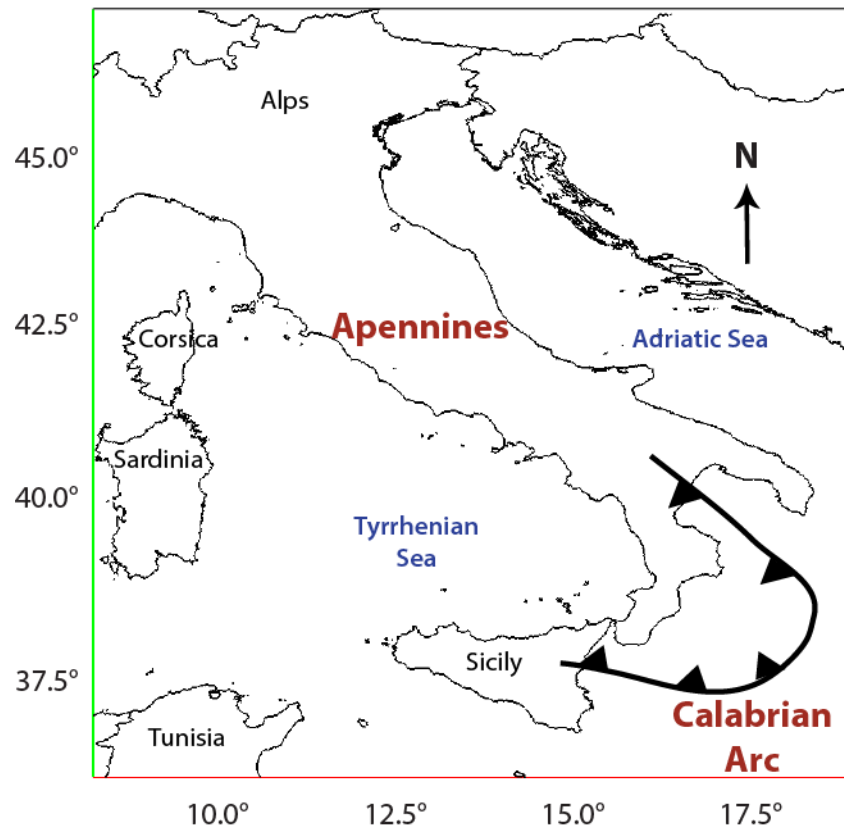 Alps
45.0°
N
42.5°
Corsica
Apennines
Adriatic Sea
Sardinia
40.0°
Tyrrhenian
Sea
37.5°
Sicily
Calabrian
Arc
Tunisia
10.0°
12.5°
15.0°
17.5°